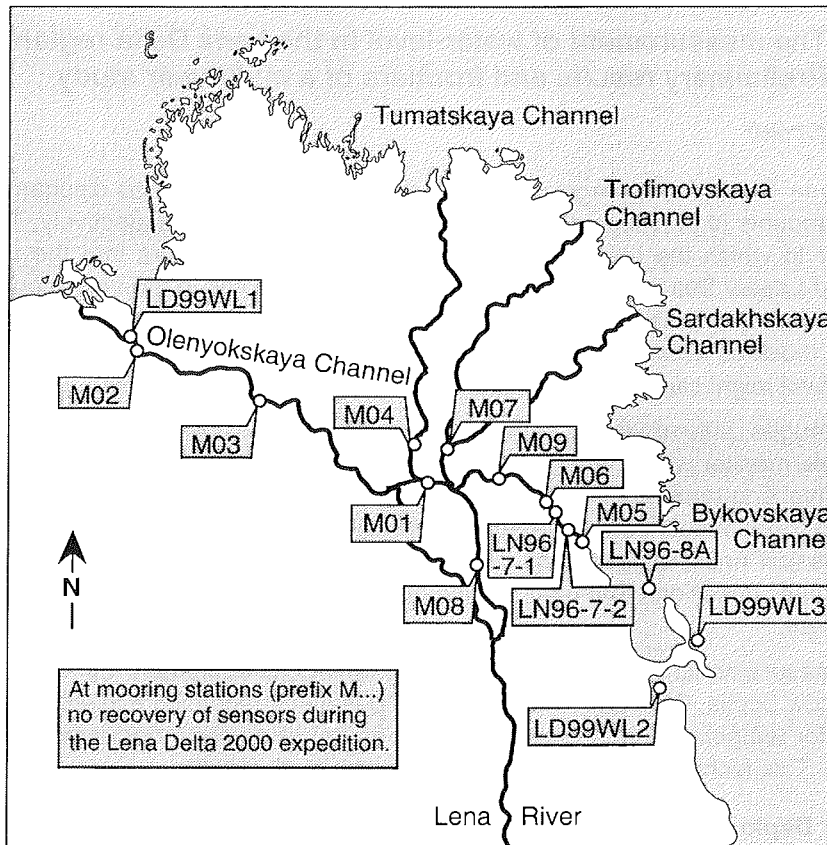 Tumatskaya Channel
Trofimovskaya
Channel
LD99WL1
Olenyokskaya Channel
Sardakhskaya
Channel
M02
M03
M04
M07
M09
M06
M01
M05
Bykovskaya
Channel
LN96
-7-1
LN96-8A
N
M08
LN96-7-2
LD99WL3
At mooring stations (prefix M...)
no recovery of sensors during
the Lena Delta 2000 expedition.
LD99WL2
Lena River